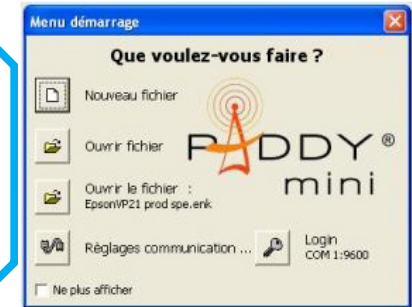 Menu démarrage
Que voulez-vous faire ?
Nouveau fichier
Ouvrir fichier
PADDY®
mini
Ouvrir le fichier :
EpsonVP21 prod spe.enk
Règlages communication ...
Login
COM 1:9600
Ne plus afficher